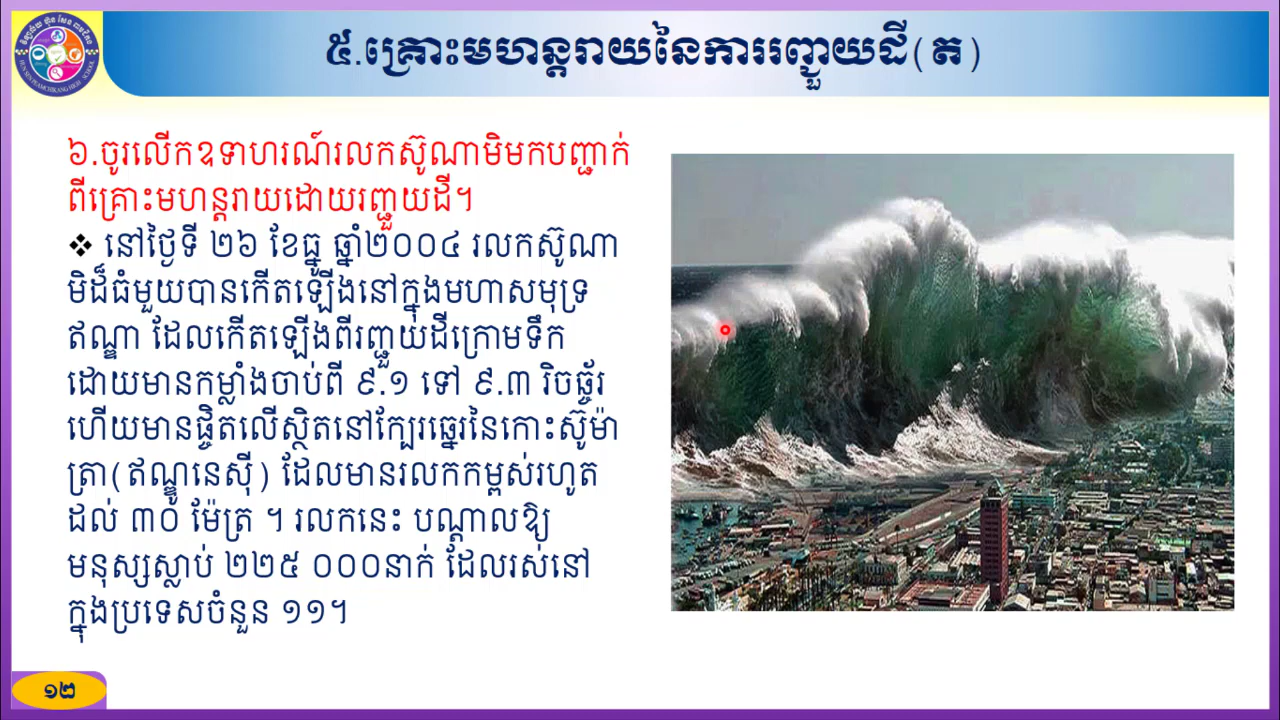 ៥.គ្រោះមហន្តរាយនៃការរញ្ជួយដី(ត)
៦.ចូរលើកឧទាហរណ៍រលកស៊ូណាមិមកបញ្ជាក់
ពីគ្រោះមហន្តរាយដោយរញ្ជួយដី។
❖ នៅថ្ងៃទី ២៦ ខែធ្នូ ឆ្នាំ២០០៤ រលកស៊ូណា
មិដ៏ធំមួយបានកើតឡើងនៅក្នុងមហាសមុទ្រ
ឥណ្ឌា ដែលកើតឡើងពីរញ្ជួយដីក្រោមទឹក
ដោយមានកម្លាំងចាប់ពី ៩.១ ទៅ ៩.៣ រិចឆ្ច័រ
ហើយមានផ្ចិតលើស្ថិតនៅក្បែរឆ្នេរនៃកោះស៊ូម៉ា
ត្រា(ឥណ្ឌូនេស៊ី) ដែលមានរលកកម្ពស់រហូត
ដល់ ៣០ ម៉ែត្រ ។ រលកនេះ បណ្តាលឱ្យ
មនុស្សស្លាប់ ២២៥ ០០០នាក់ ដែលរស់នៅ
ក្នុងប្រទេសចំនួន ១១។
១២